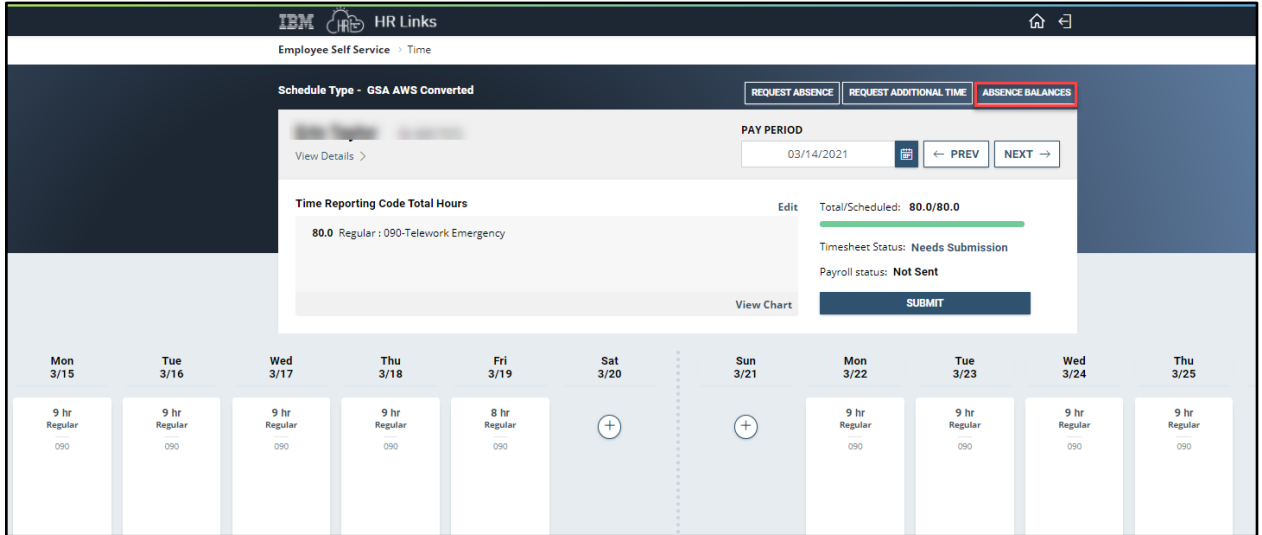 IBM HR HR Links
Employee Self Service > Time
Schedule Type - GSA AWS Converted
REQUEST ABSENCE REQUEST ADDITIONAL TIME ABSENCE BALANCES
PAY PERIOD
View Details >
03/14/2021 ← PREV NEXT →
Time Reporting Code Total Hours Edit
80.0 Regular : 090-Telework Emergency
View Chart
Total/Scheduled: 80.0/80.0
Timesheet Status: Needs Submission
Payroll status: Not Sent
SUBMIT
Mon Tue Wed Thu Fri Sat Sun Mon Tue Wed Thu
3/15 3/16 3/17 3/18 3/19 3/20 3/21 3/22 3/23 3/24 3/25
9 hr 9 hr 9 hr 9 hr 8 hr 9 hr 9 hr 9 hr 9 hr
Regular Regular Regular Regular Regular Regular Regular Regular Regular
090 090 090 090 090 090 090 090 090